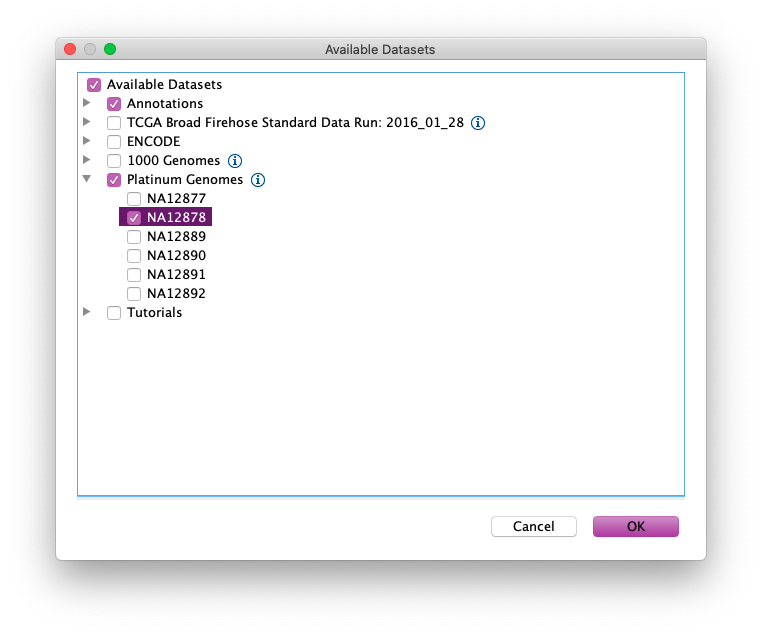 Available Datasets
Available Datasets
Annotations
TCGA Broad Firehose Standard Data Run: 2016_01_28
ENCODE
1000 Genomes
Platinum Genomes
NA12877
NA12878
NA12889
NA12890
NA12891
NA12892
Tutorials
Cancel OK